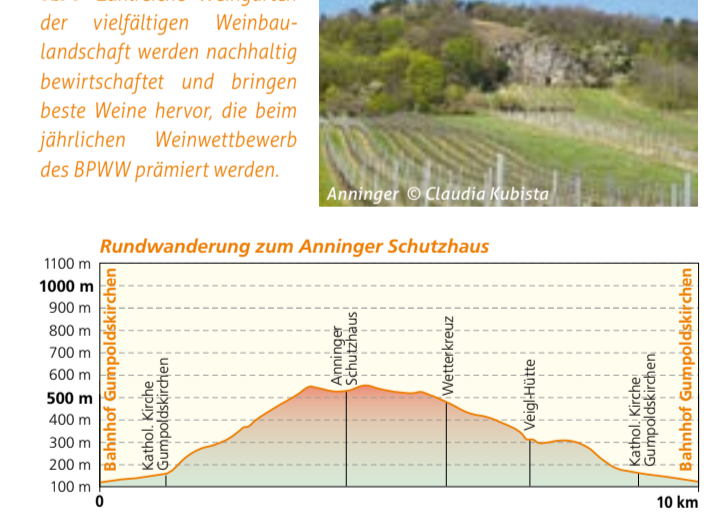 der vielfältigen Weinbau-
landschaft werden nachhaltig
bewirtschaftet und bringen
beste Weine hervor, die beim
jährlichen Weinwettbewerb
des BPWW prämiert werden.
Anninger © Claudia Kubista
Rundwanderung zum Anninger Schutzhaus
1100 m
1000 m
900 m
800 m
700 m
600 m
500 m
400 m
300 m
200 m
100 m
Bahnhof Gumpoldskirchen
Kathol. Kirche
Gumpoldskirchen
Anninger
Schutzhaus
Wetterkreuz
Veigl-Hütte
Kathol. Kirche
Gumpoldskirchen
Bahnhof Gumpoldskirchen
0
10 km